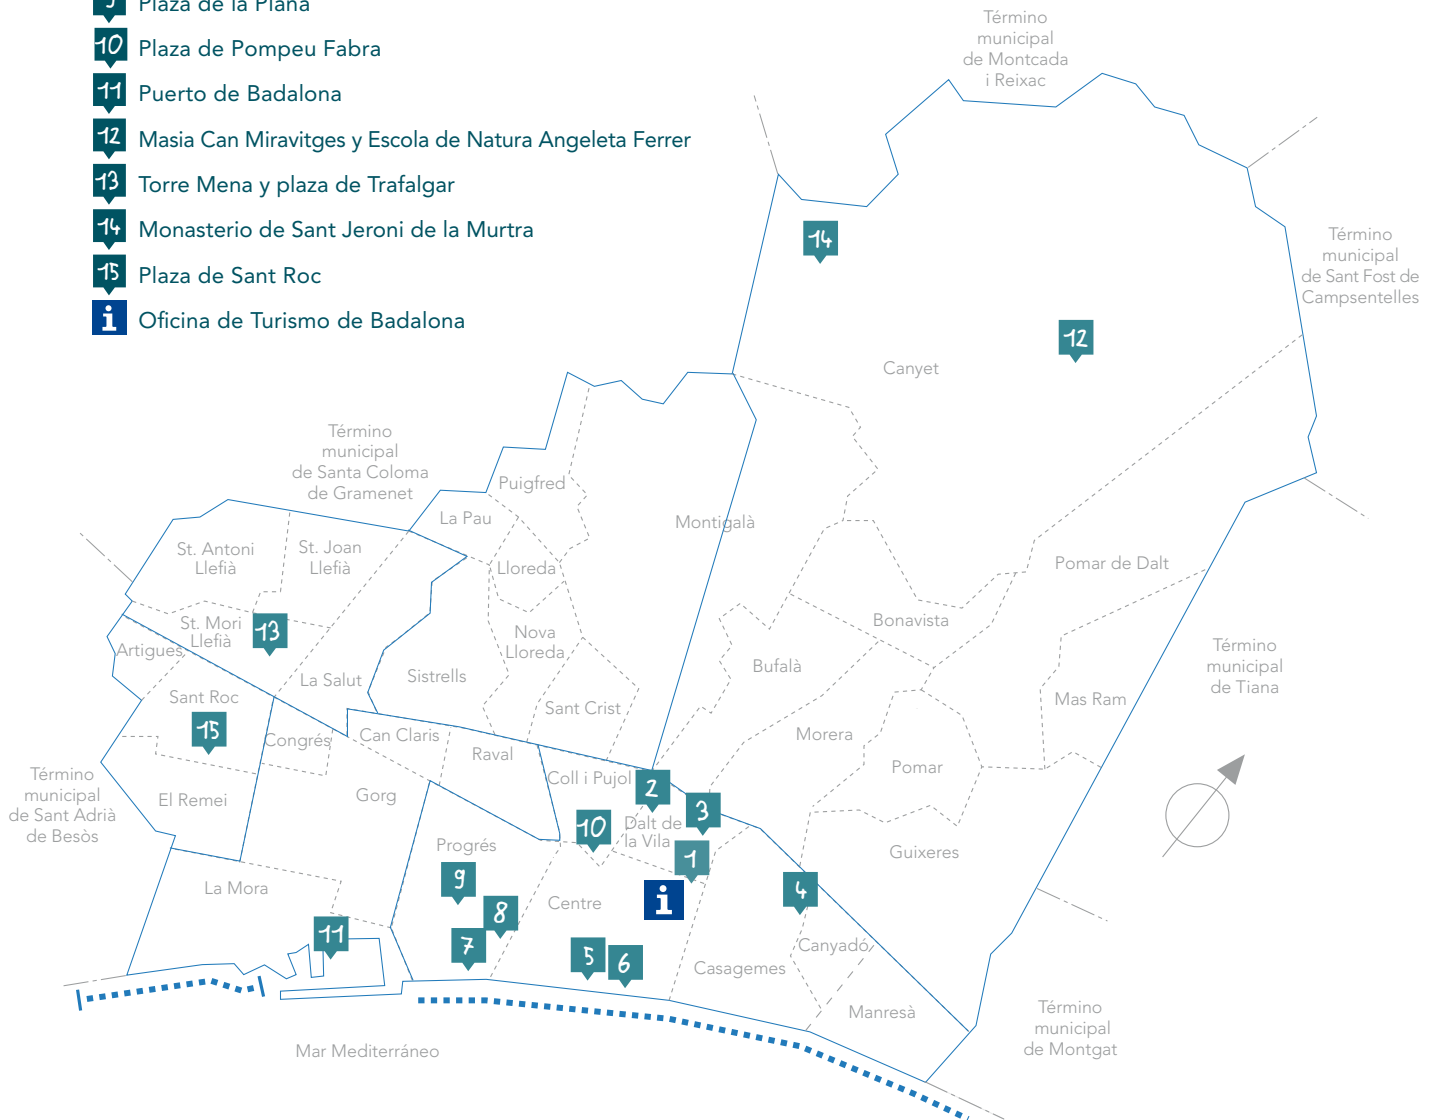 9 Plaza de la Plana
10 Plaza de Pompeu Fabra
11 Puerto de Badalona
12 Masia Can Miravitges y Escola de Natura Angeleta Ferrer
13 Torre Mena y plaza de Trafalgar
14 Monasterio de Sant Jeroni de la Murtra
15 Plaza de Sant Roc
i Oficina de Turismo de Badalona
Término
municipal
de Montcada
i Reixac
14
Término
municipal
de Sant Fost de
Campsentelles
12
Canyet
Término
municipal
de Santa Coloma
de Gramenet
Puigfred
La Pau
Montigalà
St. Antoni
Llefià
St. Joan
Llefià
Lloreda
Pomar de Dalt
Bonavista
St. Mori
Llefià
13
Artigues
Nova
Lloreda
Bufalà
Término
municipal
de Tiana
La Salut
Sistrells
Sant Roc
15
Sant Crist
Mas Ram
Congrés
Can Claris
Raval
Morera
Pomar
Coll i Pujol
2
3
Término
municipal
de Sant Adrià
de Besòs
El Remei
Gorg
10
Dalt de
la Vila
1
Progrés
Guixeres
9
La Mora
i
4
8
Centre
11
7
5
6
Canyadó
Casagemes
Manresà
Término
municipal
de Montgat
Mar Mediterráneo